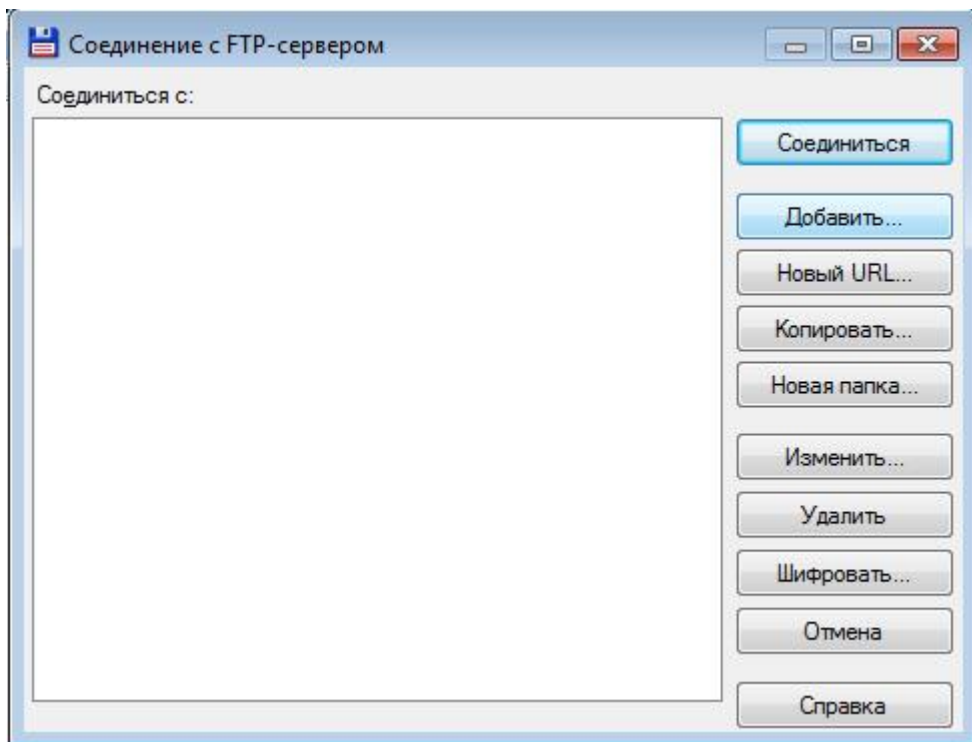 Соединение с FTP-сервером
Соединиться с:
Соединиться
Добавить...
Новый URL...
Копировать...
Новая папка...
Изменить...
Удалить
Шифровать...
Отмена
Справка